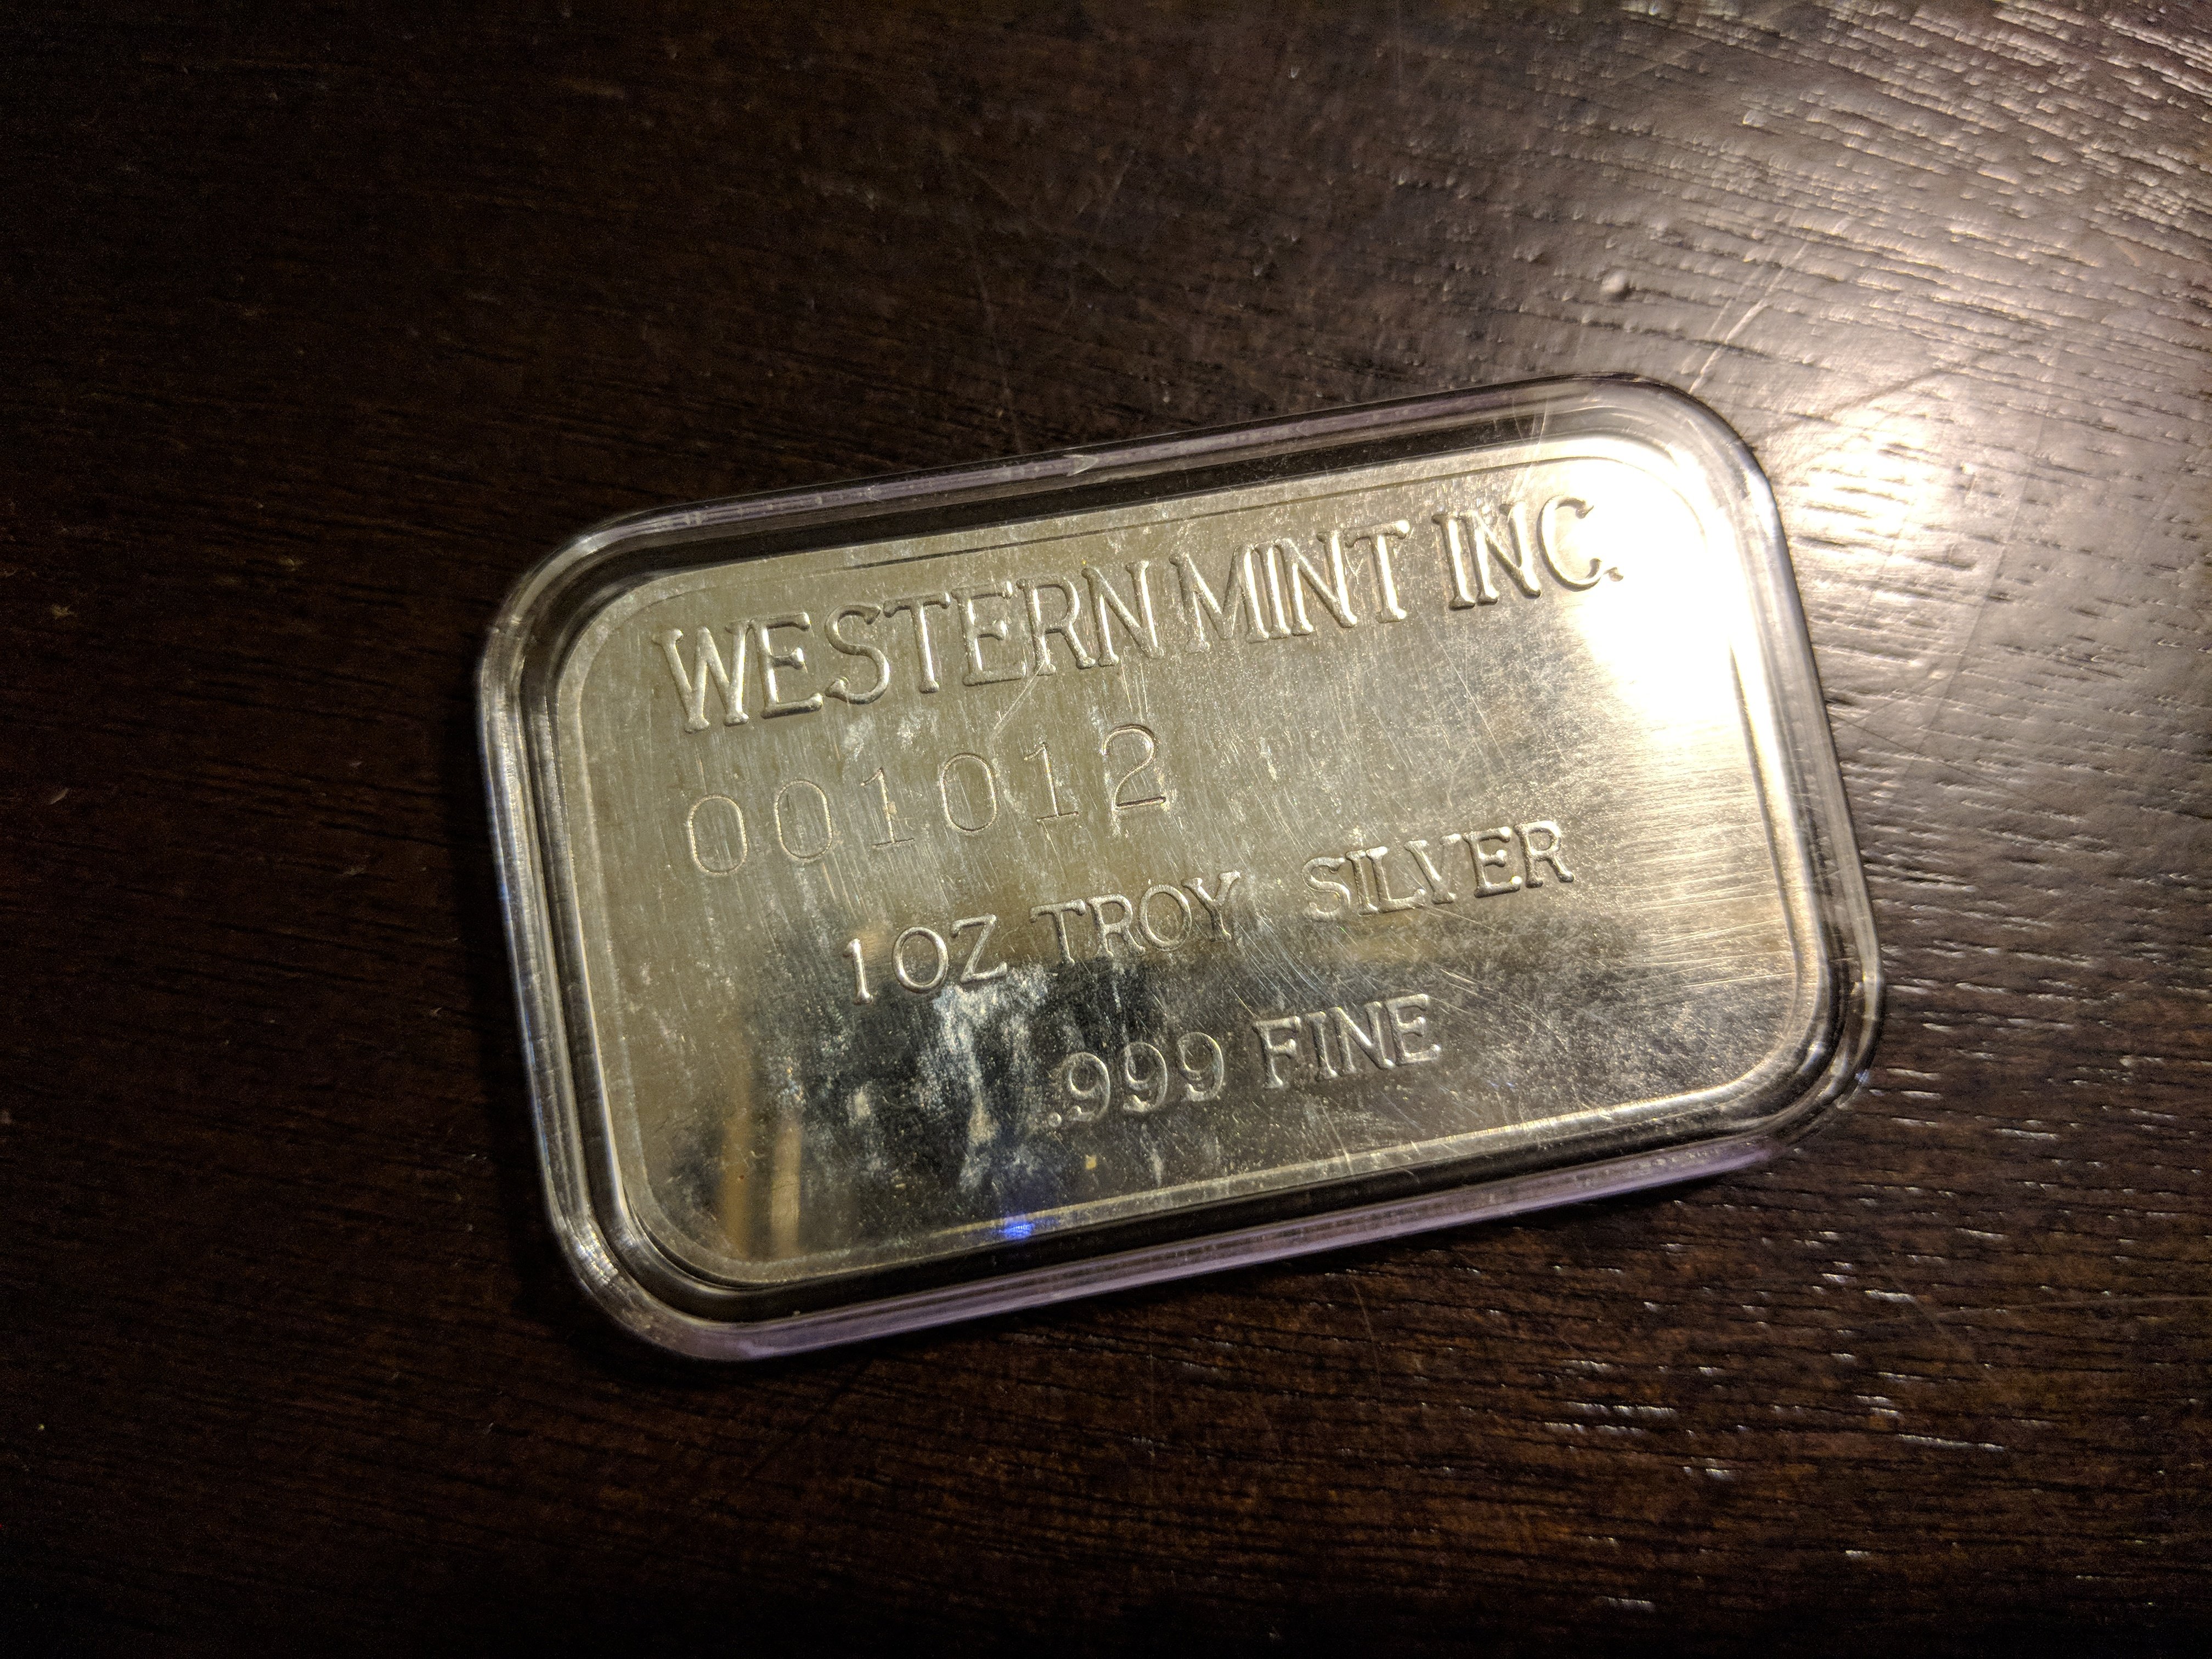 WESTERN MINT INC.
001012
1 OZ TROY SILVER
.999 FINE